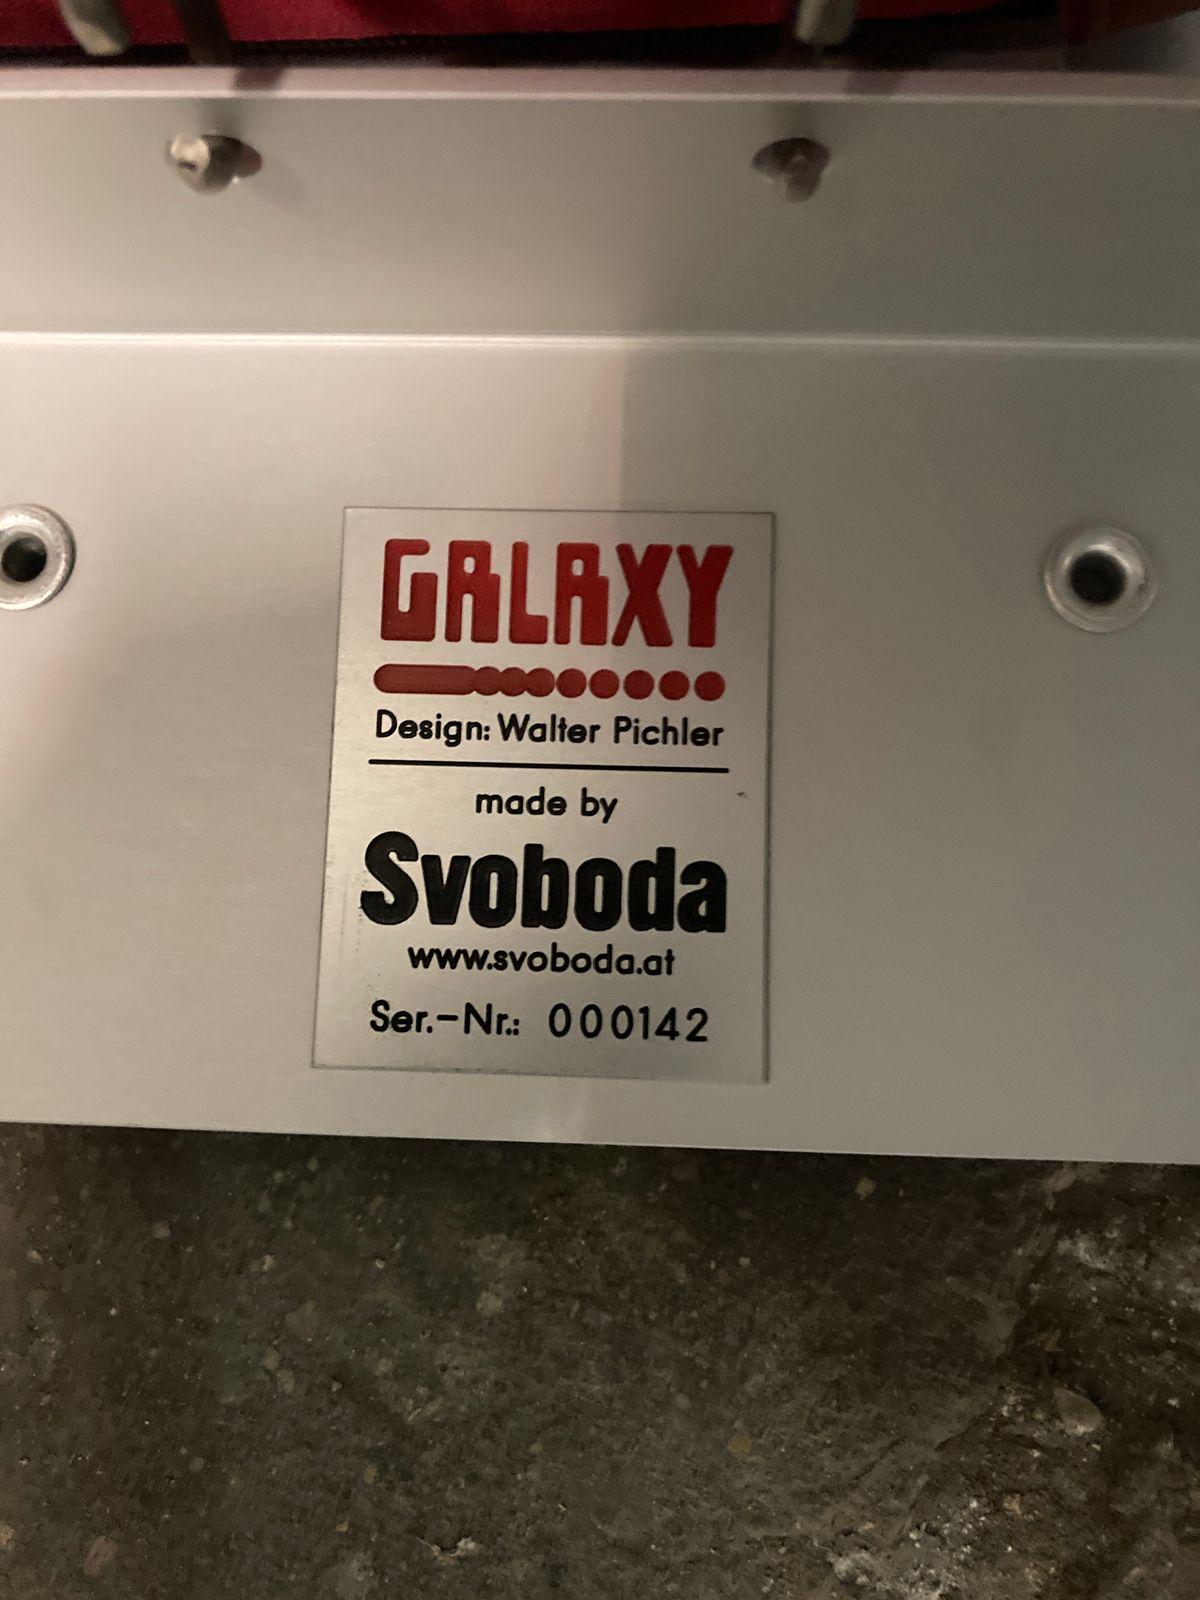 GALAXY
Design: Walter Pichler
made by
Svoboda
www.svoboda.at
Ser.-Nr.: 000142